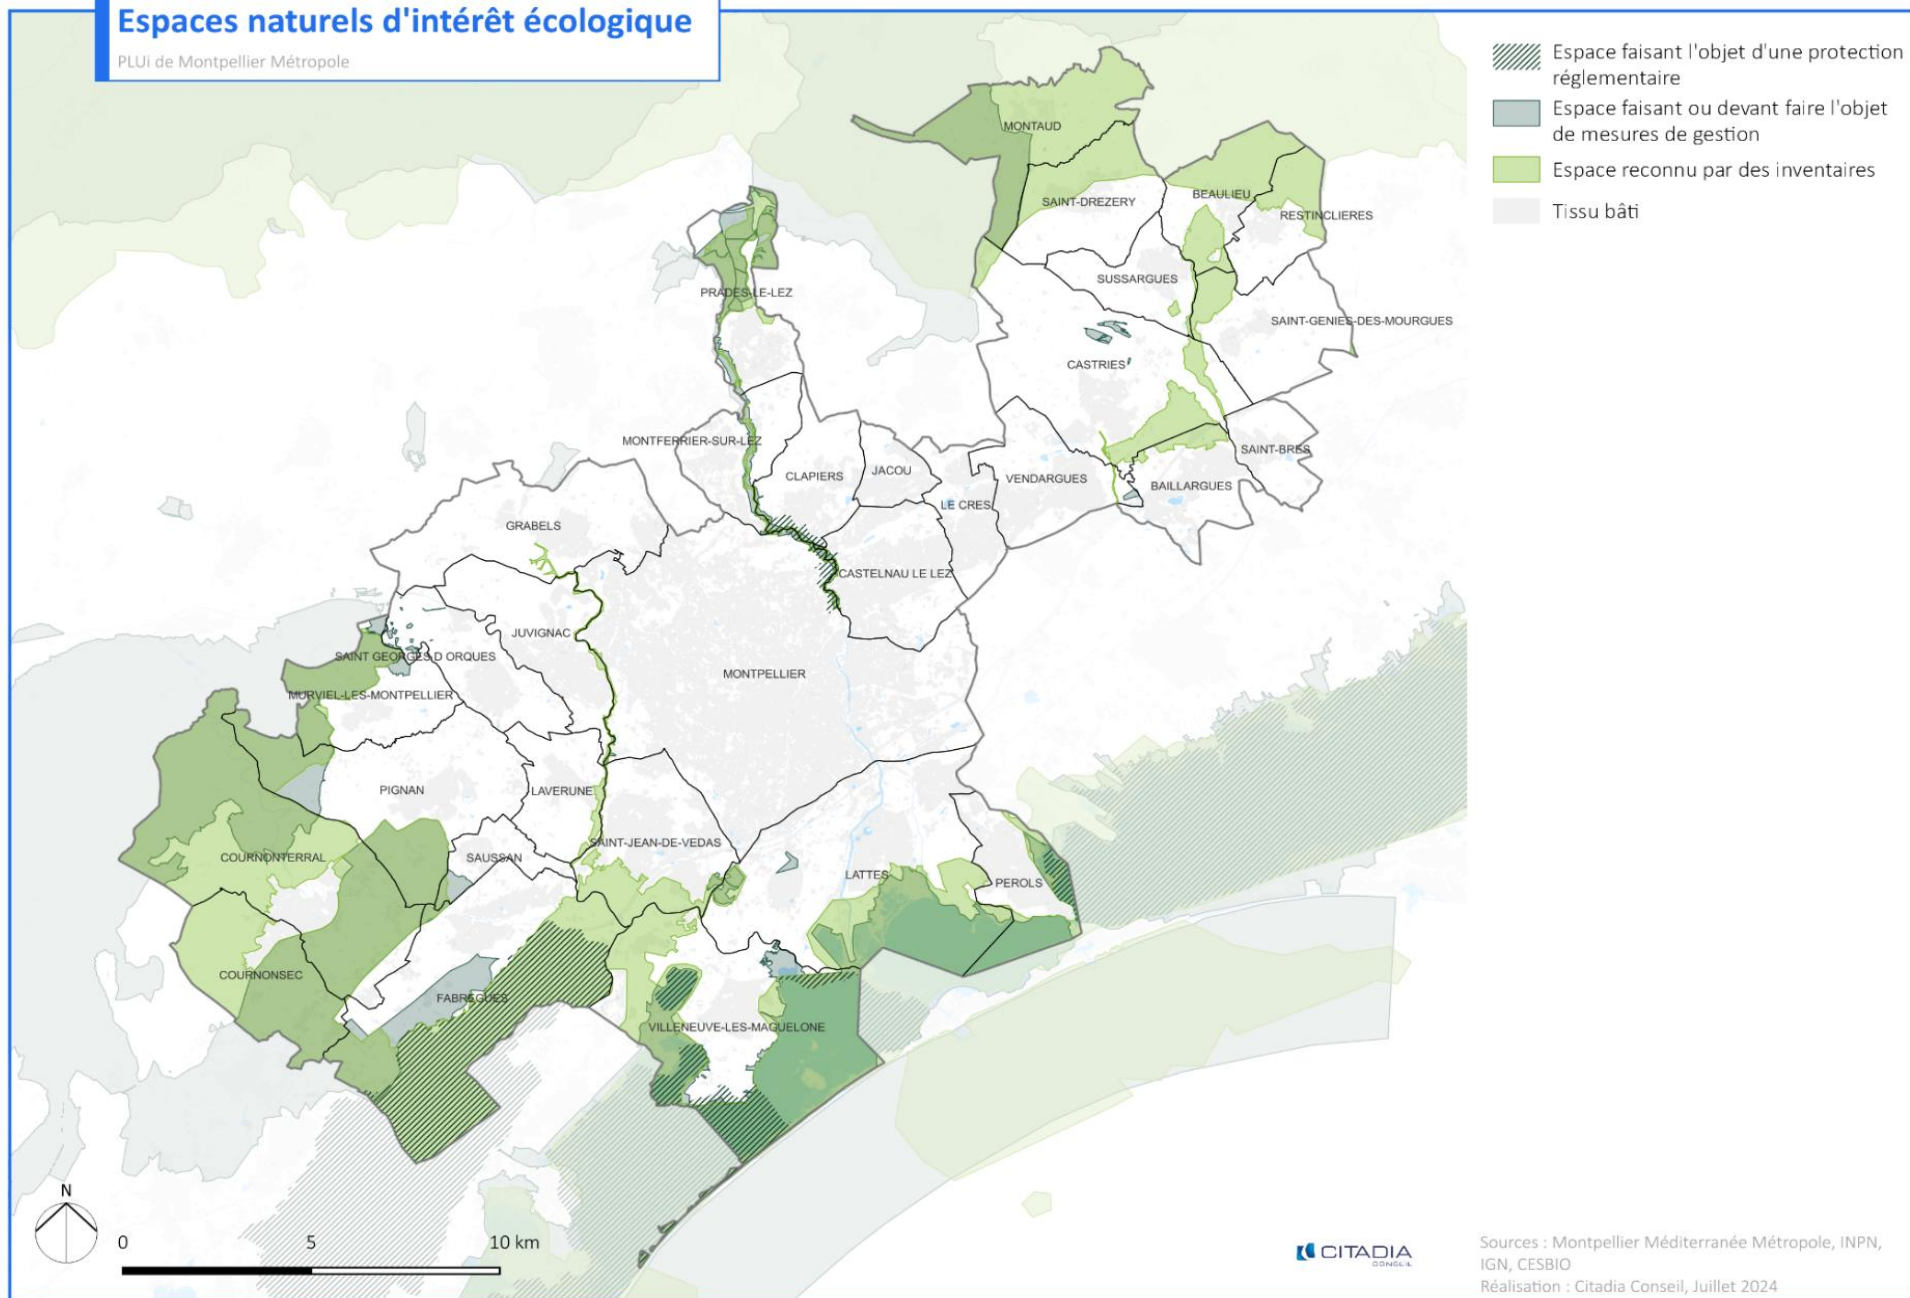 Espaces naturels d'intérêt écologique
PLUi de Montpellier Métropole
Espace faisant l'objet d'une protection
réglementaire
Espace faisant ou devant faire l'objet
de mesures de gestion
Espace reconnu par des inventaires
Tissu bâti
MONTAUD
SAINT-DREZERY
BEAULIEU
RESTINCLIERES
SUSSARGUES
PRADES-LE-LEZ
SAINT-GENIES-DES-MOURGUES
CASTRIES
MONTFERRIER-SUR-LEZ
SAINT-BRES
CLAPIERS
JACOU
VENDARGUES
BAILLARGUES
LE CRES
GRABELS
CASTELNAU LE LEZ
JUVIGNAC
SAINT GEORGES D ORQUES
MONTPELLIER
MURVIEL-LES-MONTPELLIER
PIGNAN
LAVERUNE
SAINT-JEAN-DE-VEDAS
COURNONTERRAL
SAUSSAN
LATTES
PEROLS
COURNONSEC
FABREGUES
VILLENEUVE-LES-MAGUELONE
N
0 5 10 km
CITADIA
CONSEIL
Sources : Montpellier Méditerranée Métropole, INPN,
IGN, CESBIO
Réalisation : Citadia Conseil, Juillet 2024